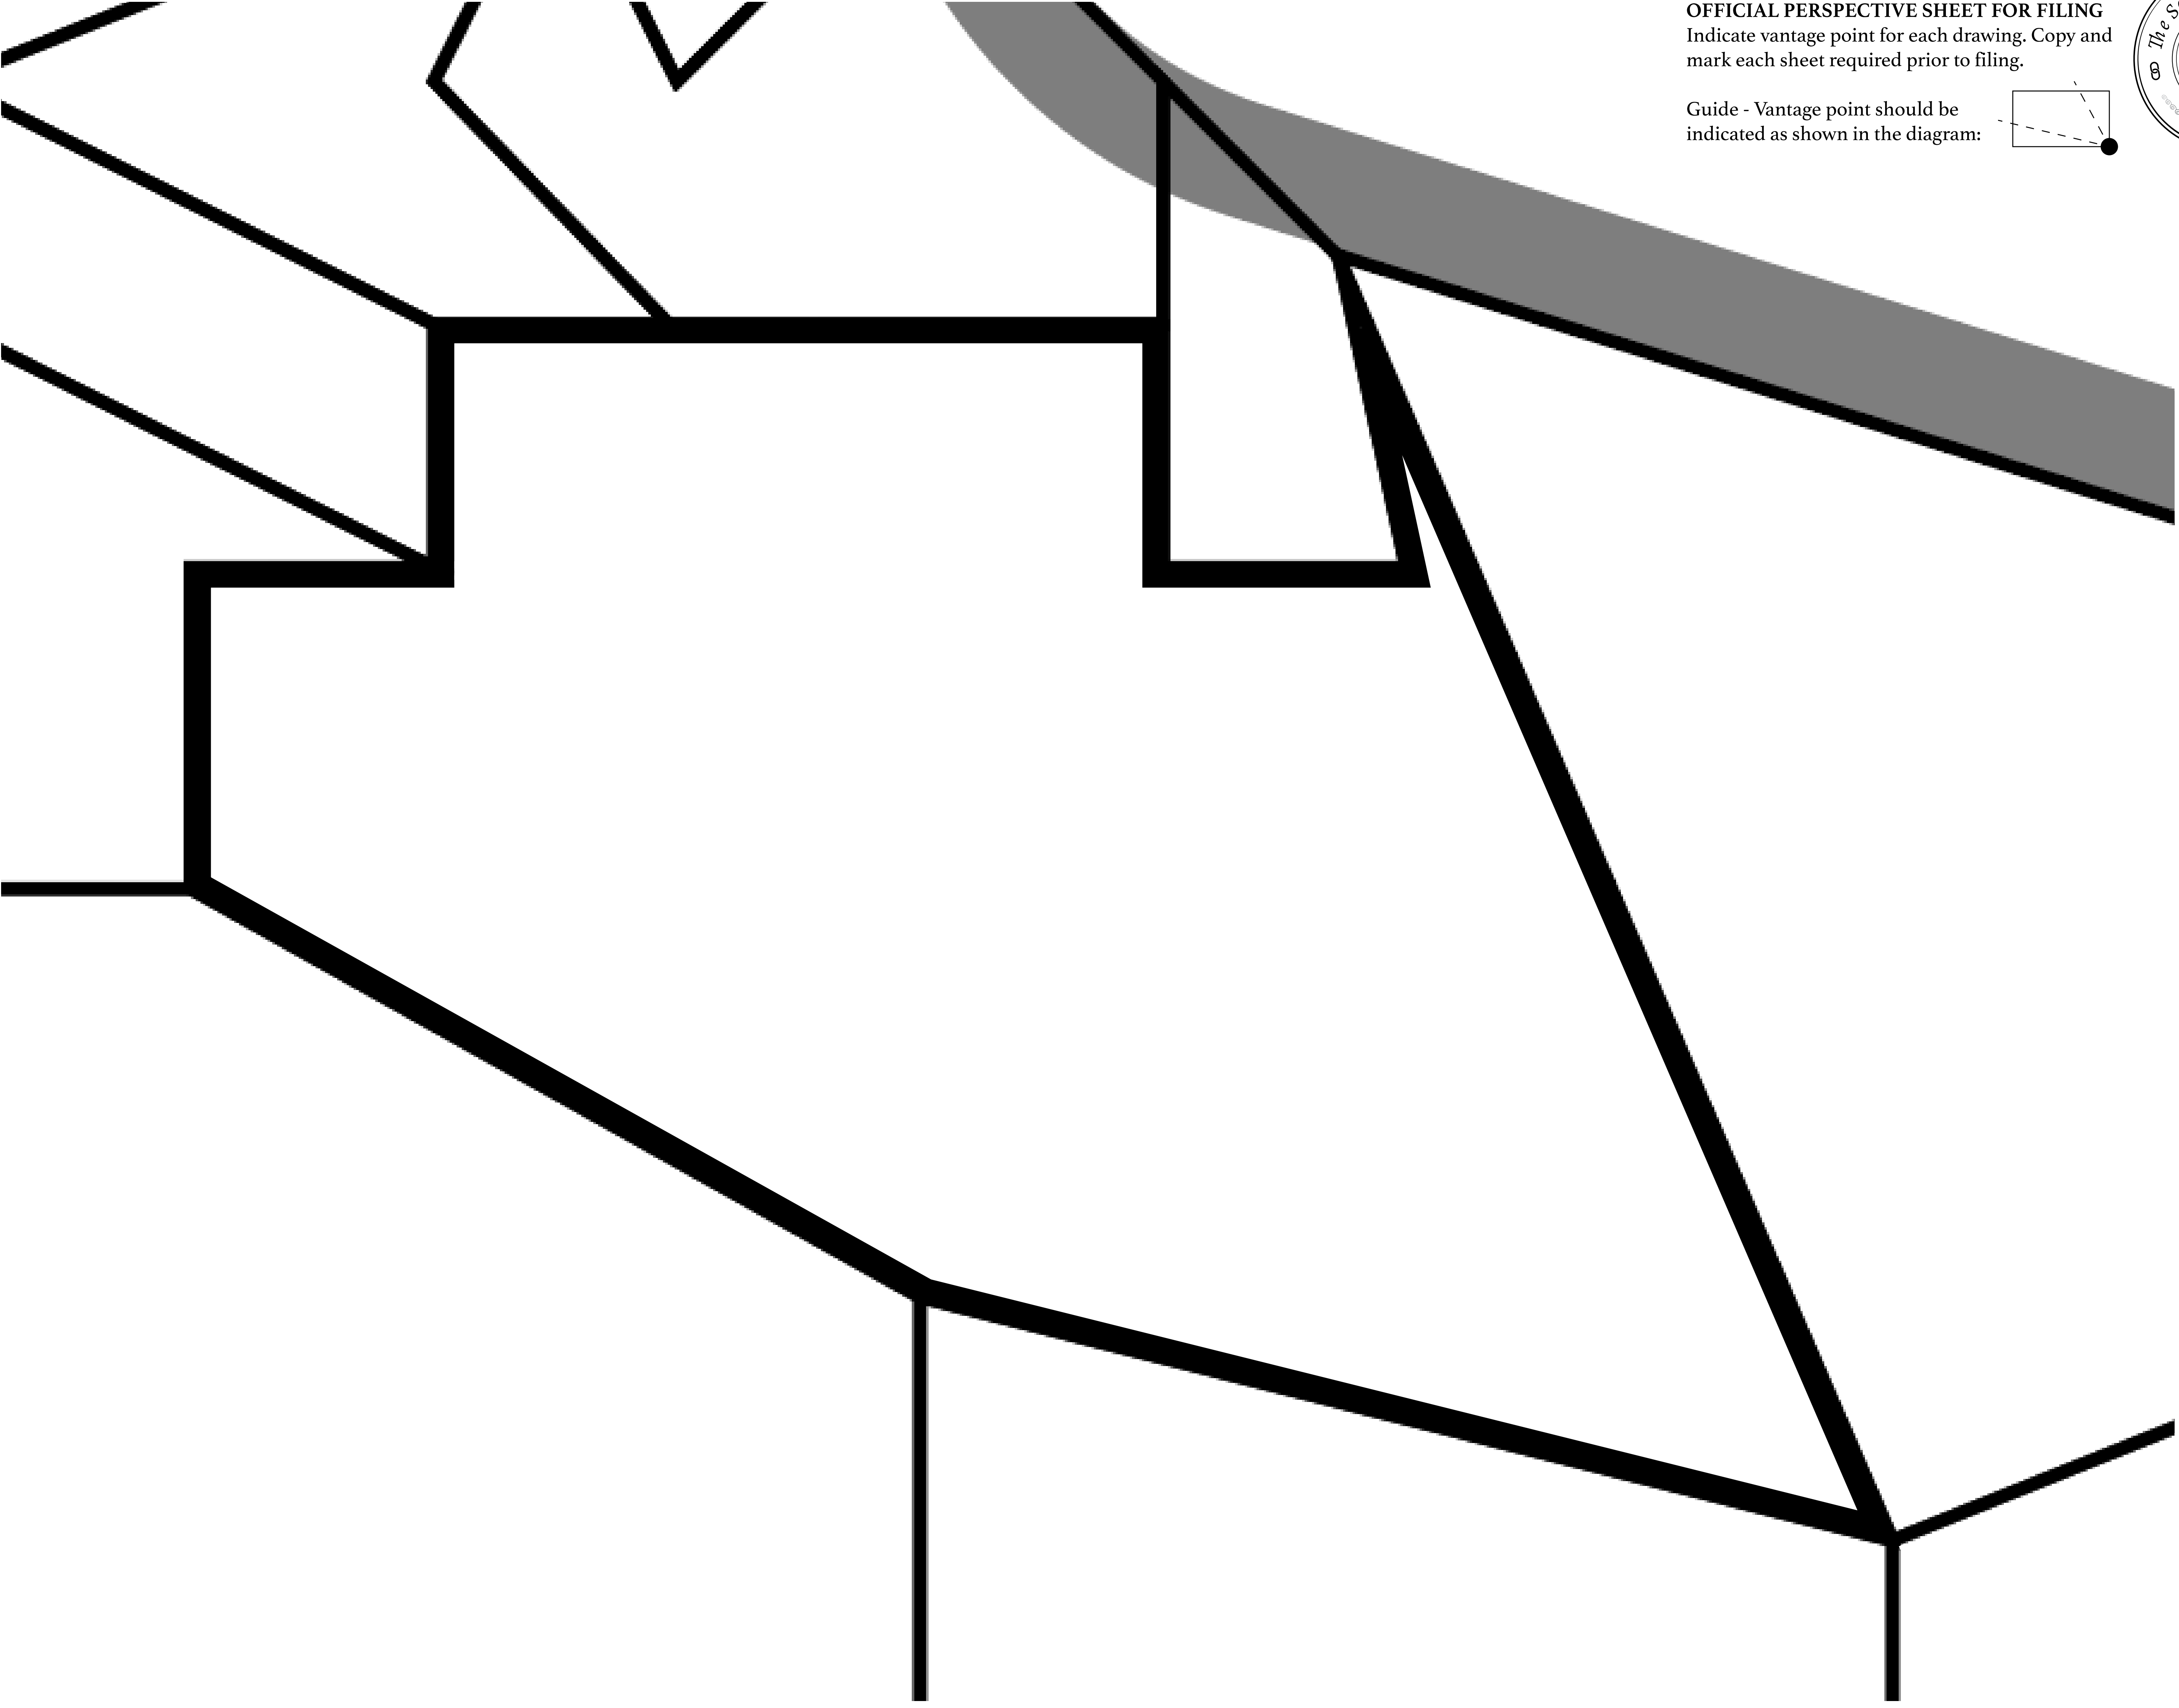 OFFICIAL PERSPECTIVE SHEET FOR FILING
Indicate vantage point for each drawing. Copy and
mark each sheet required prior to filing.
Guide - Vantage point should be
indicated as shown in the diagram:
The